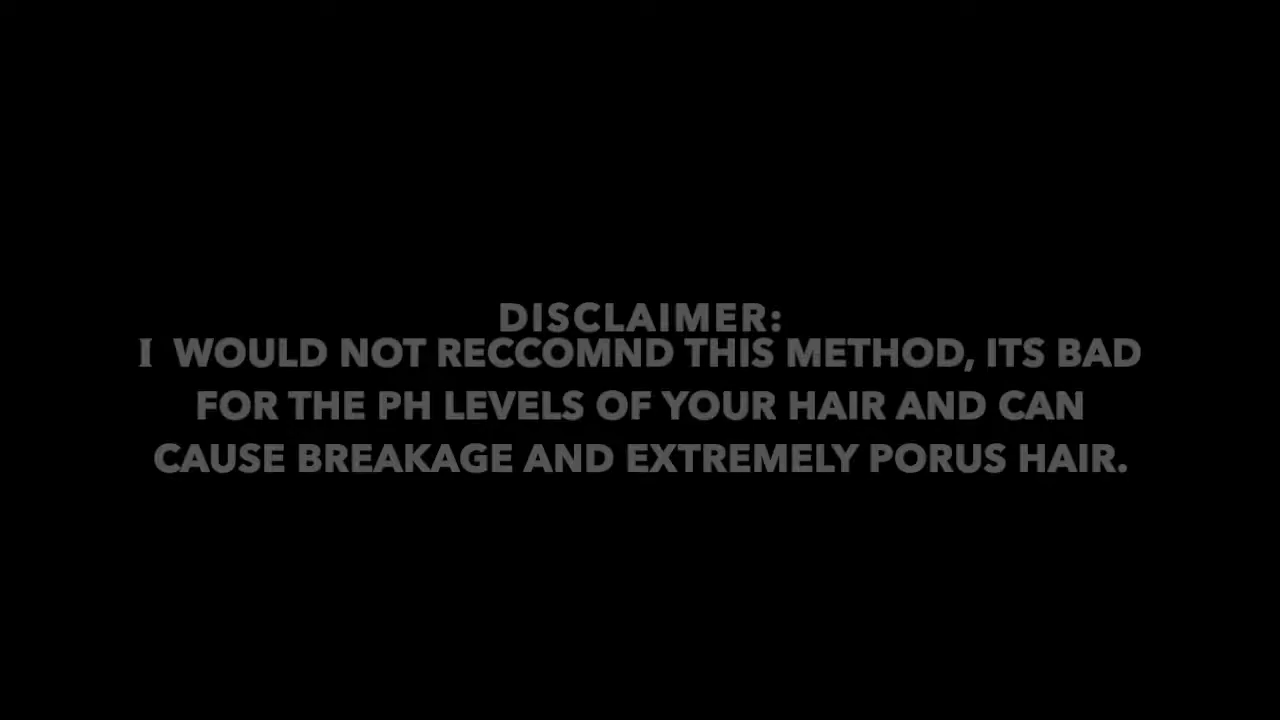 DISCLAIMER:
I WOULD NOT RECCOMND THIS METHOD, ITS BAD
FOR THE PH LEVELS OF YOUR HAIR AND CAN
CAUSE BREAKAGE AND EXTREMELY PORUS HAIR.